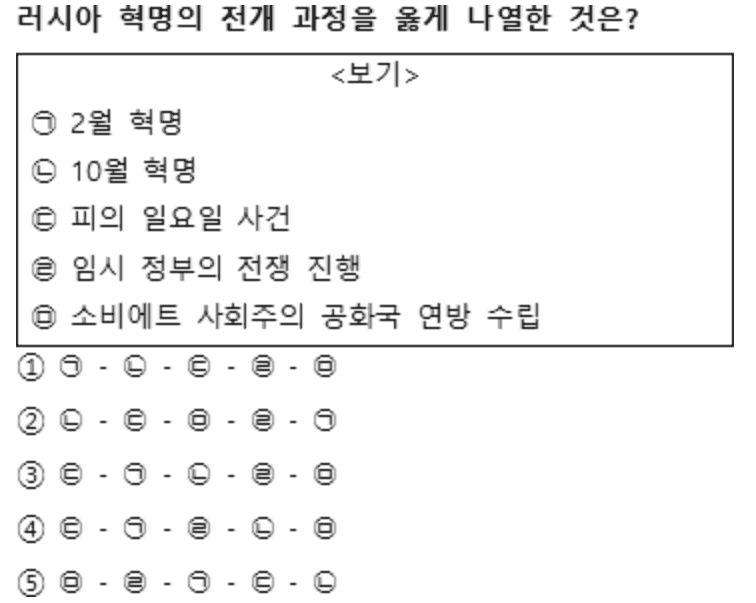 러시아 혁명의 전개 과정을 옳게 나열한 것은?
<보기>
㉠ 2월 혁명
㉡ 10월 혁명
㉢ 피의 일요일 사건
㉣ 임시 정부의 전쟁 진행
㉤ 소비에트 사회주의 공화국 연방 수립
① ㉠ - ㉡ - ㉢ - ㉣ - ㉤
② ㉡ - ㉢ - ㉤ - ㉣ - ㉠
③ ㉢ - ㉠ - ㉡ - ㉣ - ㉤
④ ㉢ - ㉠ - ㉣ - ㉡ - ㉤
⑤ ㉤ - ㉣ - ㉠ - ㉢ - ㉡